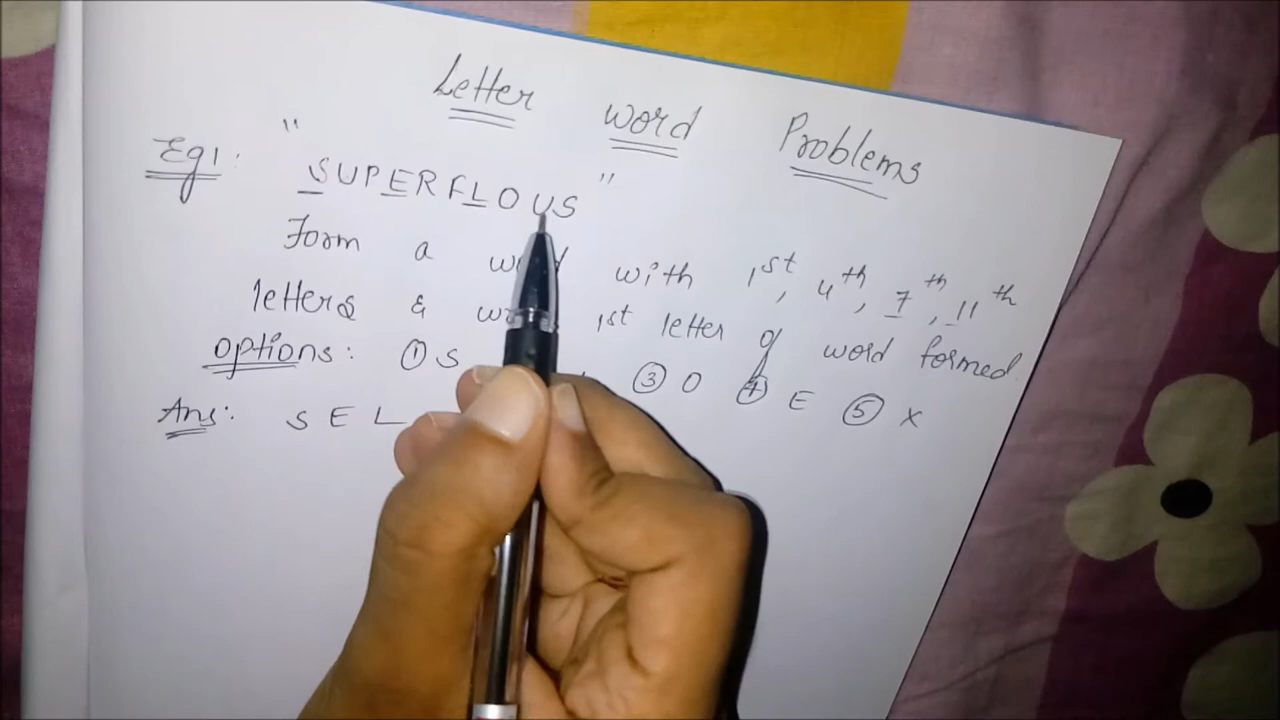 Letter word Problems
Eg1: "SUPERFLOUS"
Form a with 1st, 4th, 7th, 11th
letters & 1st letter of word formed
options: ① S ③ O ④ E ⑤ X
Ans: S E L